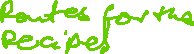 Routes for the
recipes